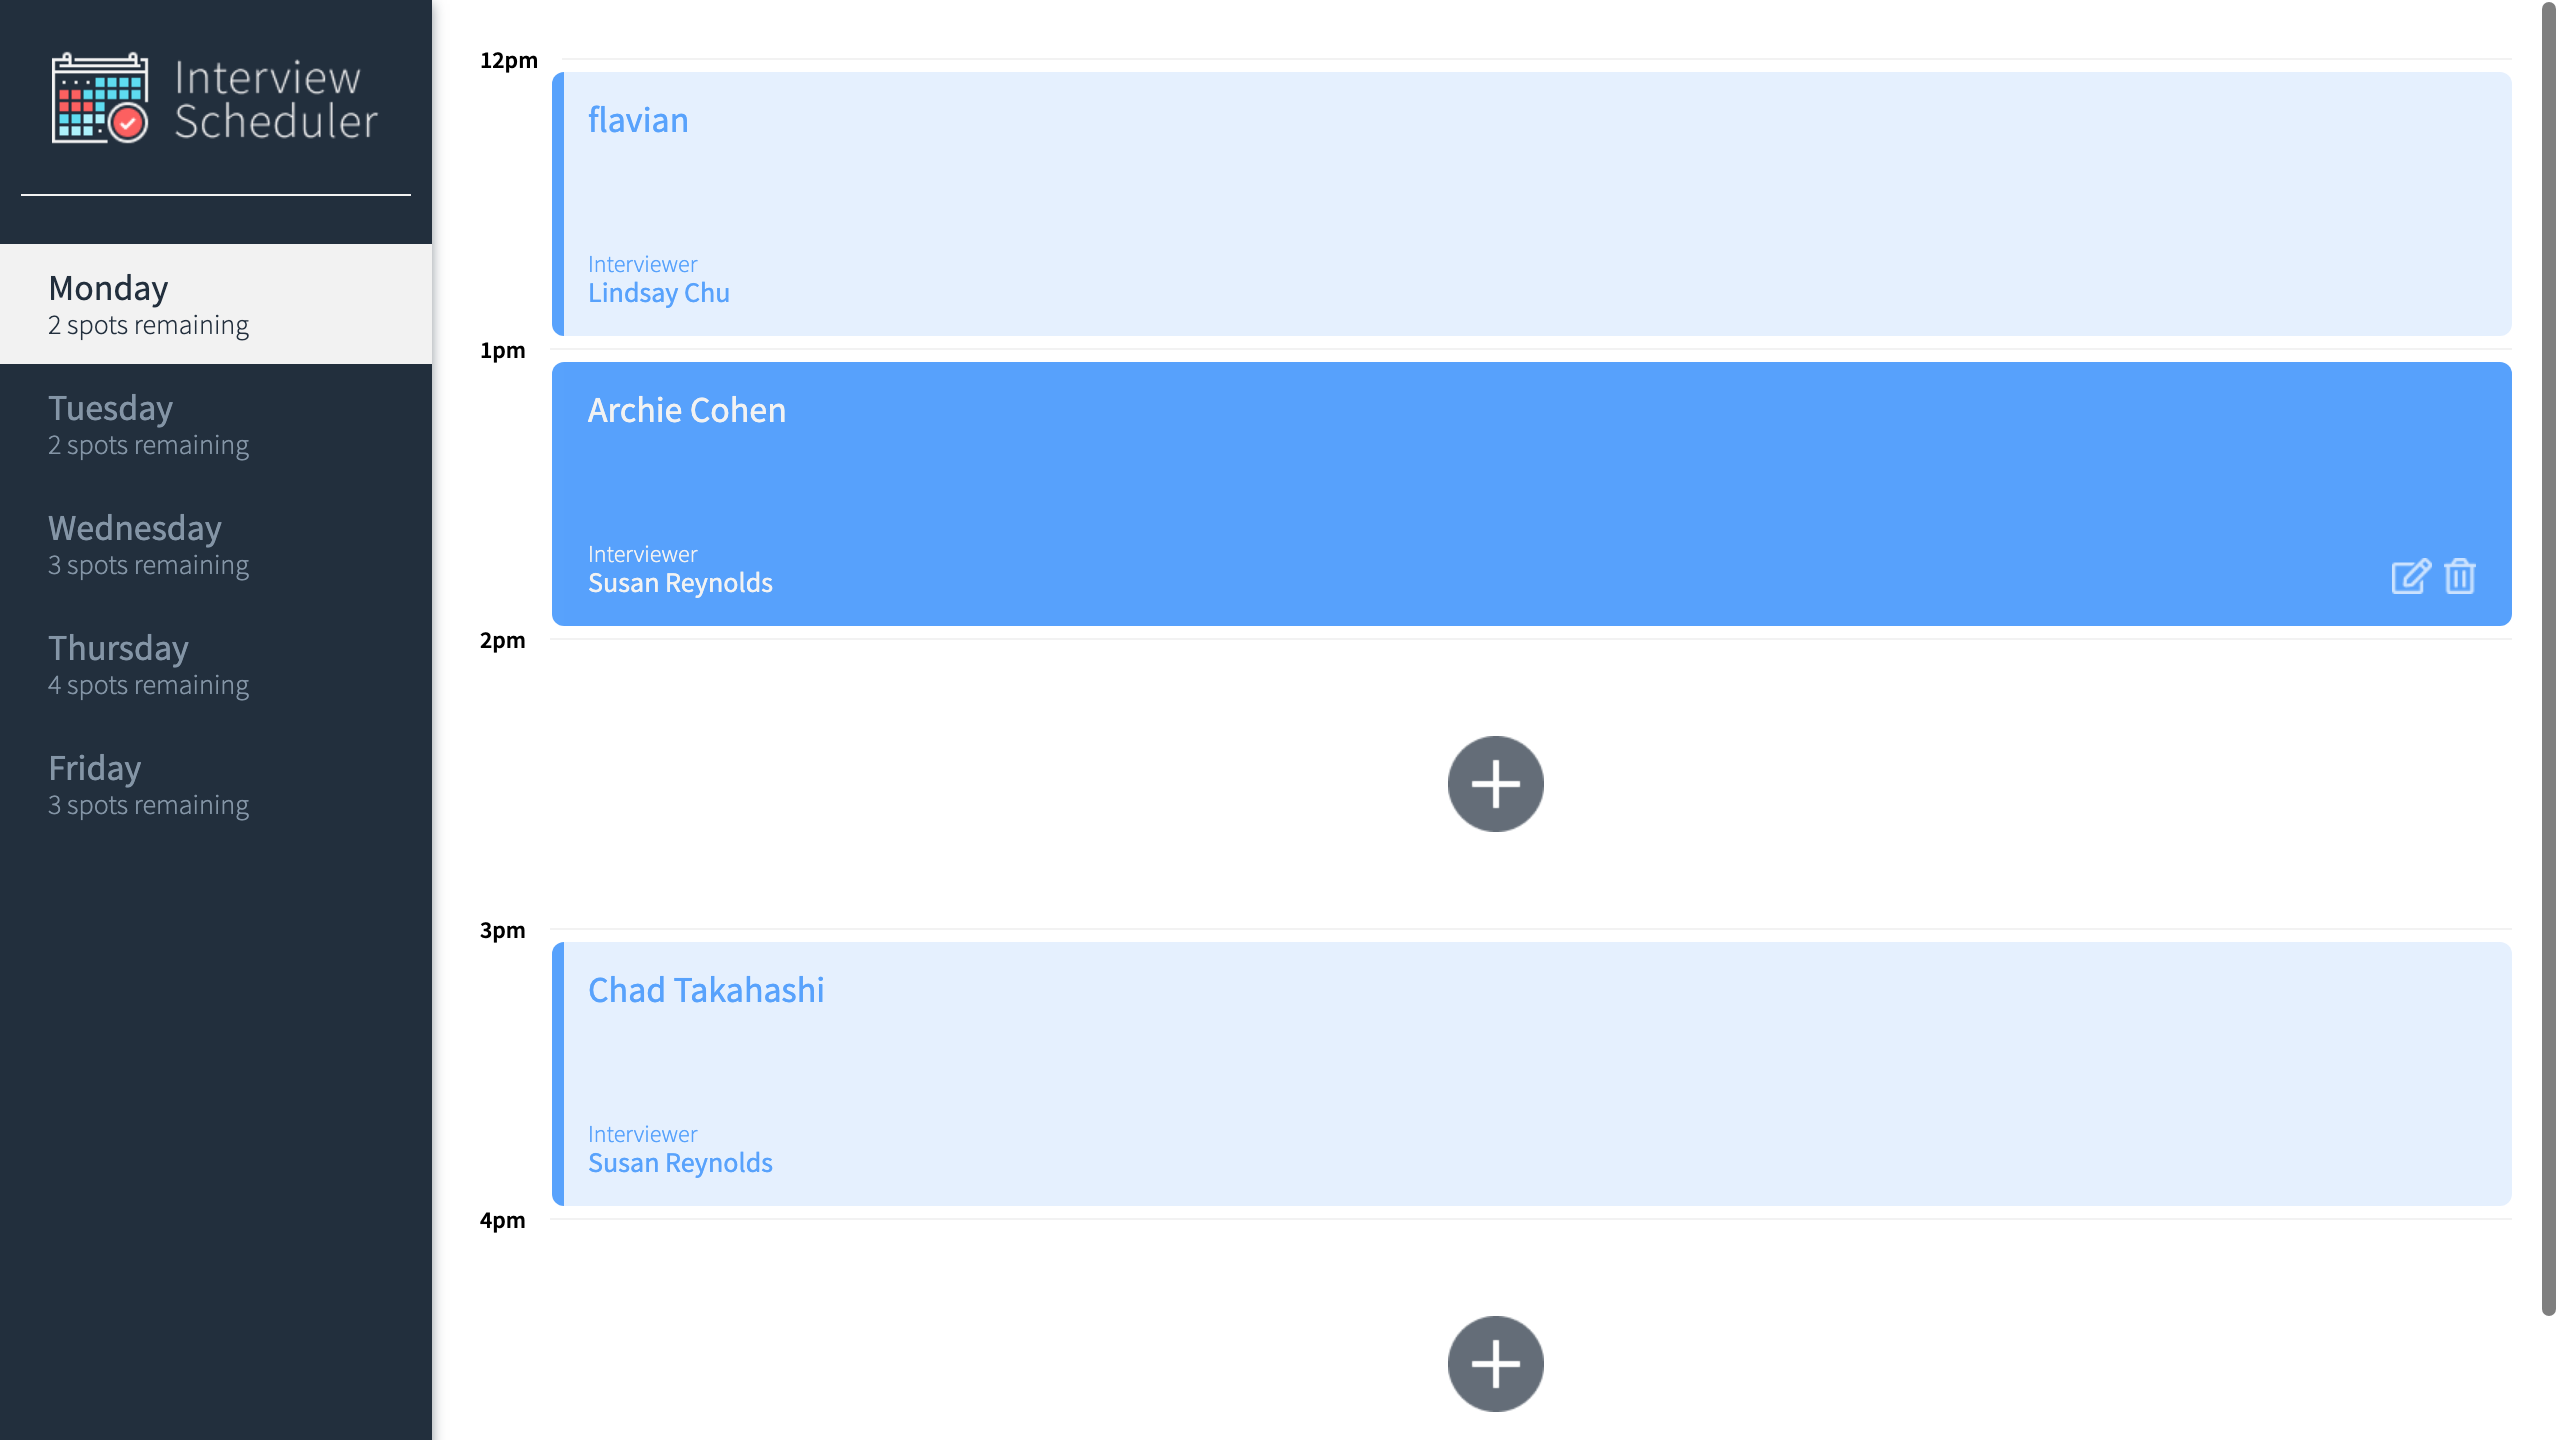 Interview
Scheduler
Monday
2 spots remaining
Tuesday
2 spots remaining
Wednesday
3 spots remaining
Thursday
4 spots remaining
Friday
3 spots remaining
12pm
flavian
Interviewer
Lindsay Chu
1pm
Archie Cohen
Interviewer
Susan Reynolds
2pm
3pm
Chad Takahashi
Interviewer
Susan Reynolds
4pm